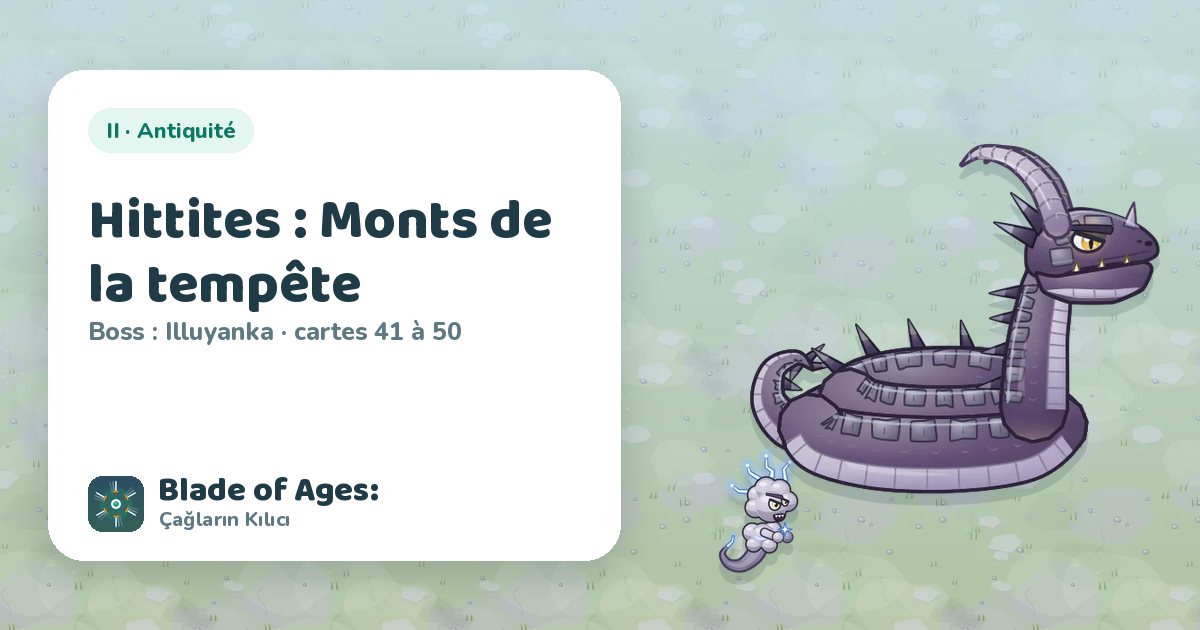 II · Antiquité
Hittites : Monts de
la tempête
Boss : Illuyanka · cartes 41 à 50
Blade of Ages:
Çağların Kılıcı